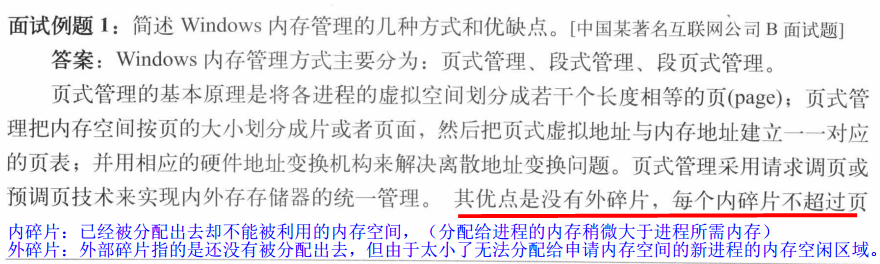 面试例题 1：简述 Windows 内存管理的几种方式和优缺点。[中国某著名互联网公司 B 面试题]
答案：Windows 内存管理方式主要分为：页式管理、段式管理、段页式管理。
页式管理的基本原理是将各进程的虚拟空间划分成若干个长度相等的页(page)；页式管
理把内存空间按页的大小划分成片或者页面，然后把页式虚拟地址与内存地址建立一一对应
的页表；并用相应的硬件地址变换机构来解决离散地址变换问题。页式管理采用请求调页或
预调页技术来实现内外存存储器的统一管理。 其优点是没有外碎片，每个内碎片不超过页
内碎片：已经被分配出去却不能被利用的内存空间，（分配给进程的内存稍微大于进程所需内存）
外碎片：外部碎片指的是还没有被分配出去，但由于太小了无法分配给申请内存空间的新进程的内存空闲区域。